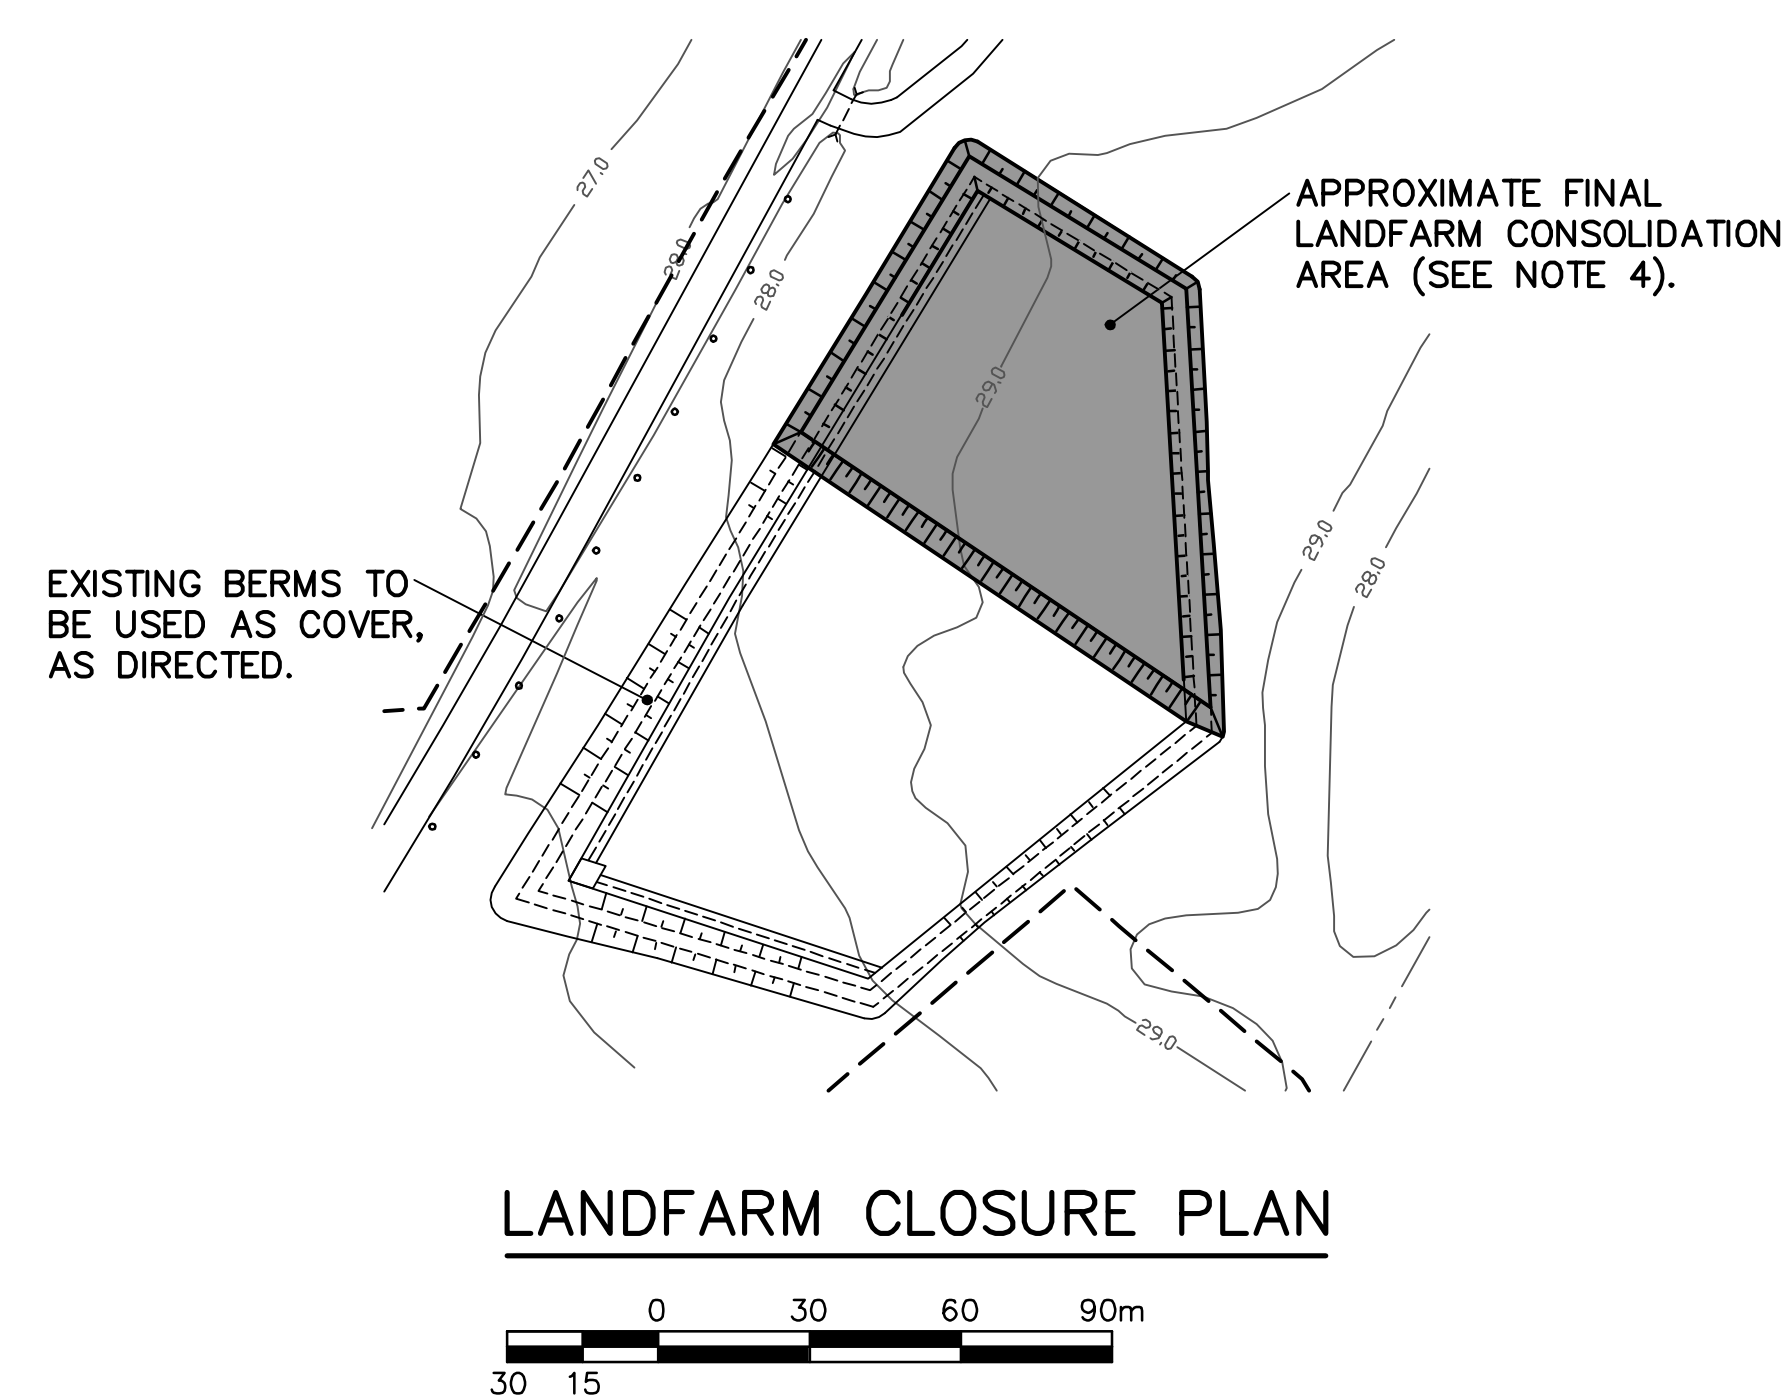 27.0
28.0
28.0
APPROXIMATE FINAL
LANDFARM CONSOLIDATION
AREA (SEE NOTE 4).
29.0
29.0
28.0
EXISTING BERMS TO
BE USED AS COVER,
AS DIRECTED.
29.0
LANDFARM CLOSURE PLAN
0 30 60 90m
30 15